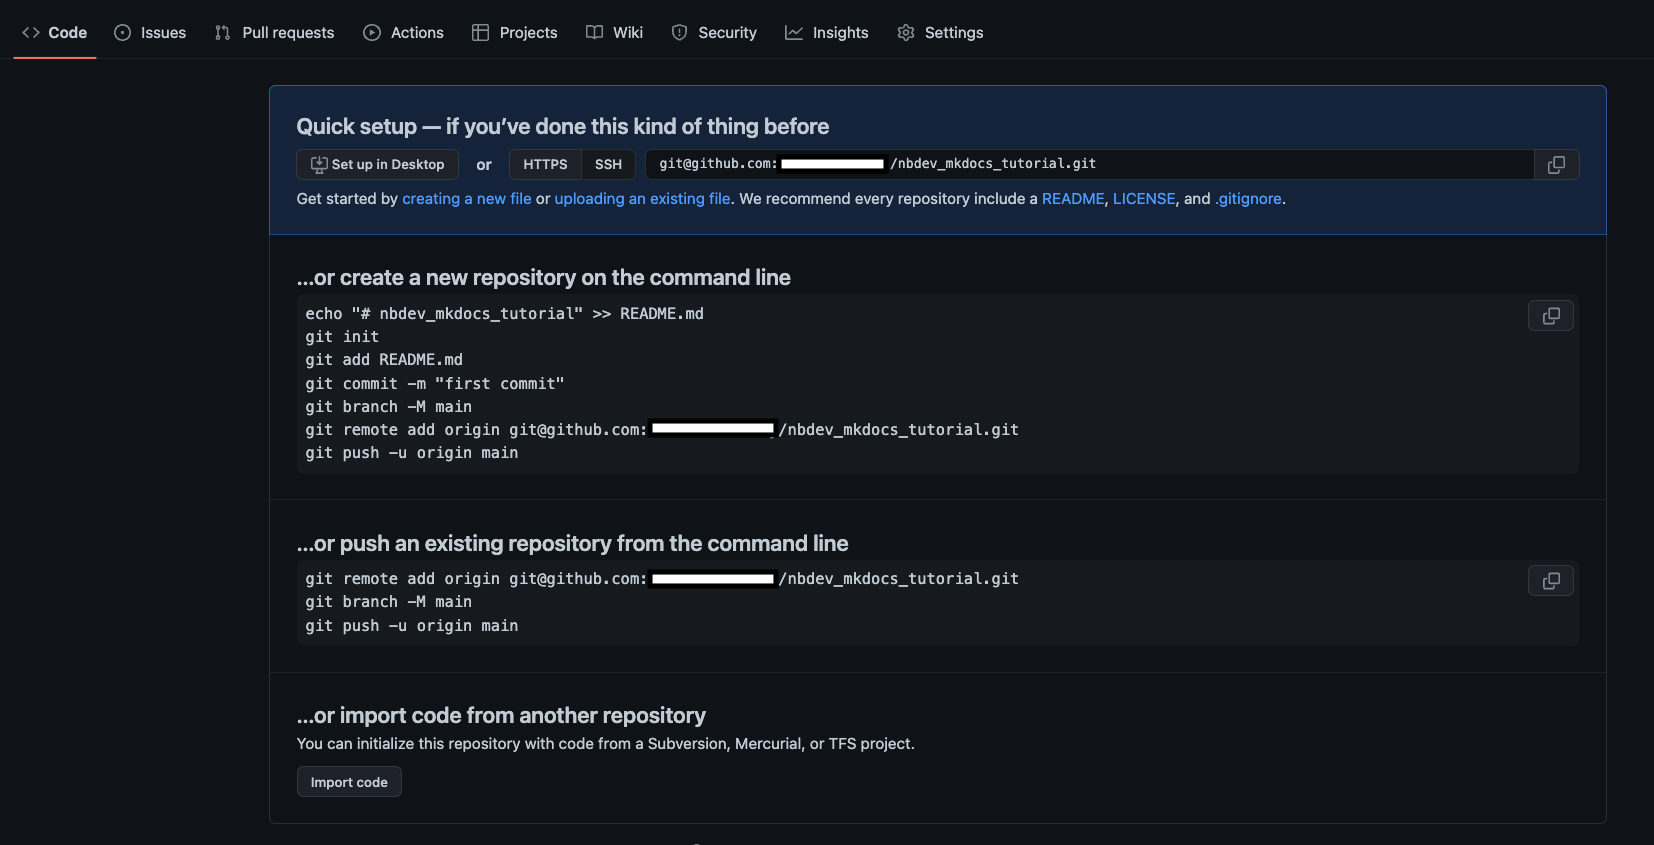 Code Issues Pull requests Actions Projects Wiki Security Insights Settings
Quick setup — if you've done this kind of thing before
Set up in Desktop or HTTPS SSH git@github.com: /nbdev_mkdocs_tutorial.git
Get started by creating a new file or uploading an existing file. We recommend every repository include a README, LICENSE, and .gitignore.
...or create a new repository on the command line
echo "# nbdev_mkdocs_tutorial" >> README.md
git init
git add README.md
git commit -m "first commit"
git branch -M main
git remote add origin git@github.com: /nbdev_mkdocs_tutorial.git
git push -u origin main
...or push an existing repository from the command line
git remote add origin git@github.com: /nbdev_mkdocs_tutorial.git
git branch -M main
git push -u origin main
...or import code from another repository
You can initialize this repository with code from a Subversion, Mercurial, or TFS project.
Import code